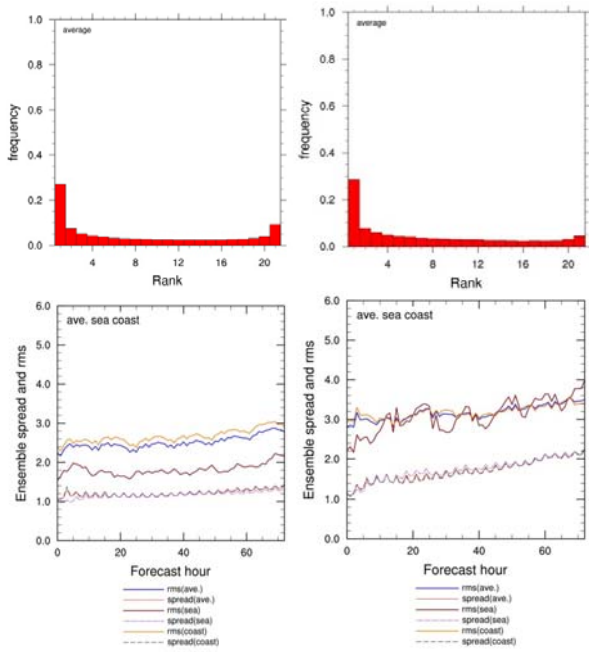 1.0
average
0.8
0.6
0.4
0.2
0.0
frequency
4 8 12 16 20
Rank
1.0
average
0.8
0.6
0.4
0.2
0.0
frequency
4 8 12 16 20
Rank
6.0
ave. sea coast
5.0
4.0
3.0
2.0
1.0
0.0
Ensemble spread and rms
0 20 40 60
Forecast hour
rms(ave.)
spread(ave.)
rms(sea)
spread(sea)
rms(coast)
spread(coast)
6.0
ave. sea coast
5.0
4.0
3.0
2.0
1.0
0.0
Ensemble spread and rms
0 20 40 60
Forecast hour
rms(ave.)
spread(ave.)
rms(sea)
spread(sea)
rms(coast)
spread(coast)